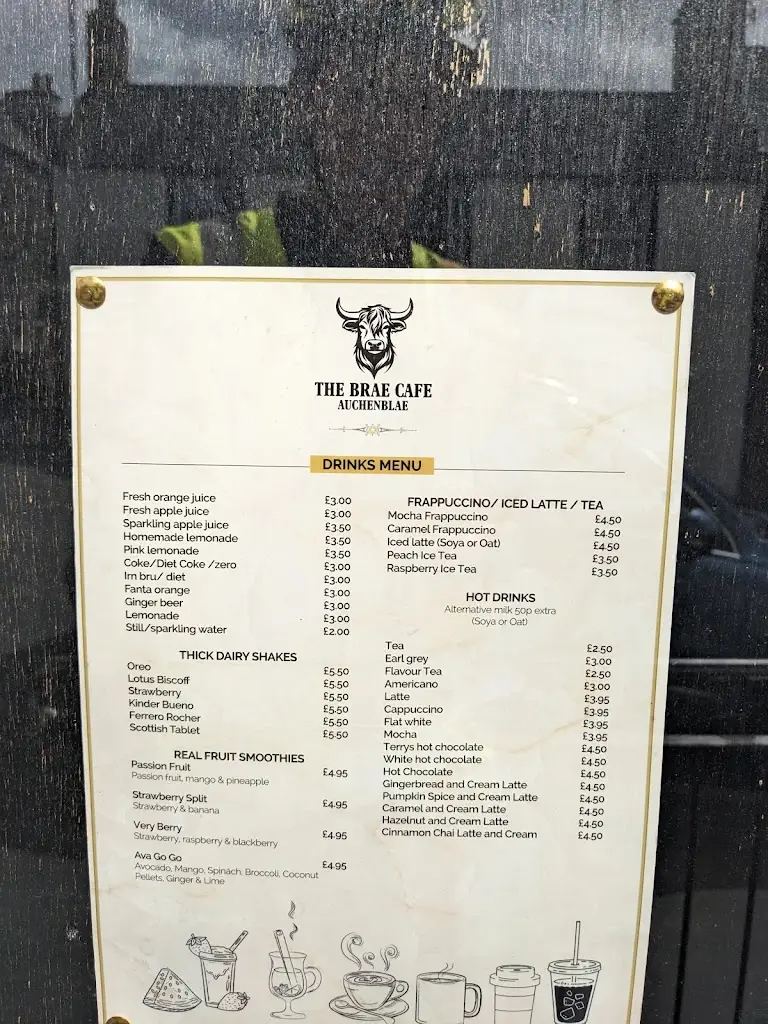 THE BRAE CAFE
AUCHENBLAE
DRINKS MENU
Fresh orange juice £3.00
Fresh apple juice £3.00
Sparkling apple juice £3.50
Homemade lemonade £3.50
Pink lemonade £3.50
Coke/Diet Coke /zero £3.00
Irn bru/ diet £3.00
Fanta orange £3.00
Ginger beer £3.00
Lemonade £3.00
Still/sparkling water £2.00
THICK DAIRY SHAKES
Oreo £5.50
Lotus Biscoff £5.50
Strawberry £5.50
Kinder Bueno £5.50
Ferrero Rocher £5.50
Scottish Tablet £5.50
REAL FRUIT SMOOTHIES
Passion Fruit £4.95
Passion fruit, mango & pineapple
Strawberry Split £4.95
Strawberry & banana
Very Berry £4.95
Strawberry, raspberry & blackberry
Ava Go Go £4.95
Avocado, Mango, Spinach, Broccoli, Coconut
Pellets, Ginger & Lime
FRAPPUCCINO/ ICED LATTE / TEA
Mocha Frappuccino £4.50
Caramel Frappuccino £4.50
Iced latte (Soya or Oat) £4.50
Peach Ice Tea £3.50
Raspberry Ice Tea £3.50
HOT DRINKS
Alternative milk 50p extra
(Soya or Oat)
Tea £2.50
Earl grey £3.00
Flavour Tea £2.50
Americano £3.00
Latte £3.95
Cappuccino £3.95
Flat white £3.95
Mocha £3.95
Terrys hot chocolate £4.50
White hot chocolate £4.50
Hot Chocolate £4.50
Gingerbread and Cream Latte £4.50
Pumpkin Spice and Cream Latte £4.50
Caramel and Cream Latte £4.50
Hazelnut and Cream Latte £4.50
Cinnamon Chai Latte and Cream £4.50